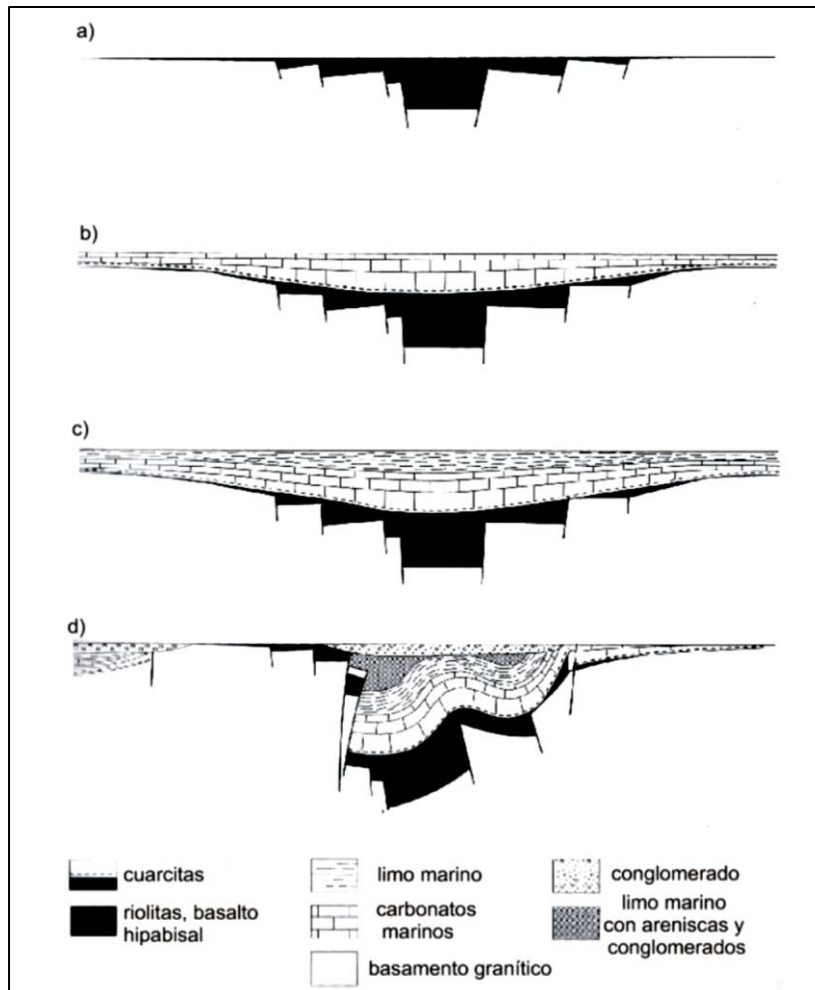 a)
b)
c)
d)
cuarcitas
limo marino
conglomerado
riolitas, basalto
hipabisal
carbonatos
marinos
limo marino
con areniscas y
conglomerados
basamento granítico